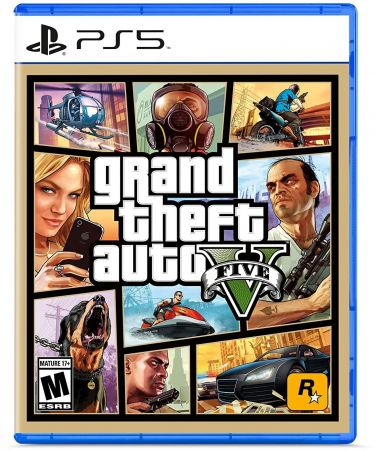 PS5
grand
theft
auto
V
FIVE
MATURE 17+
M
ESRB
R